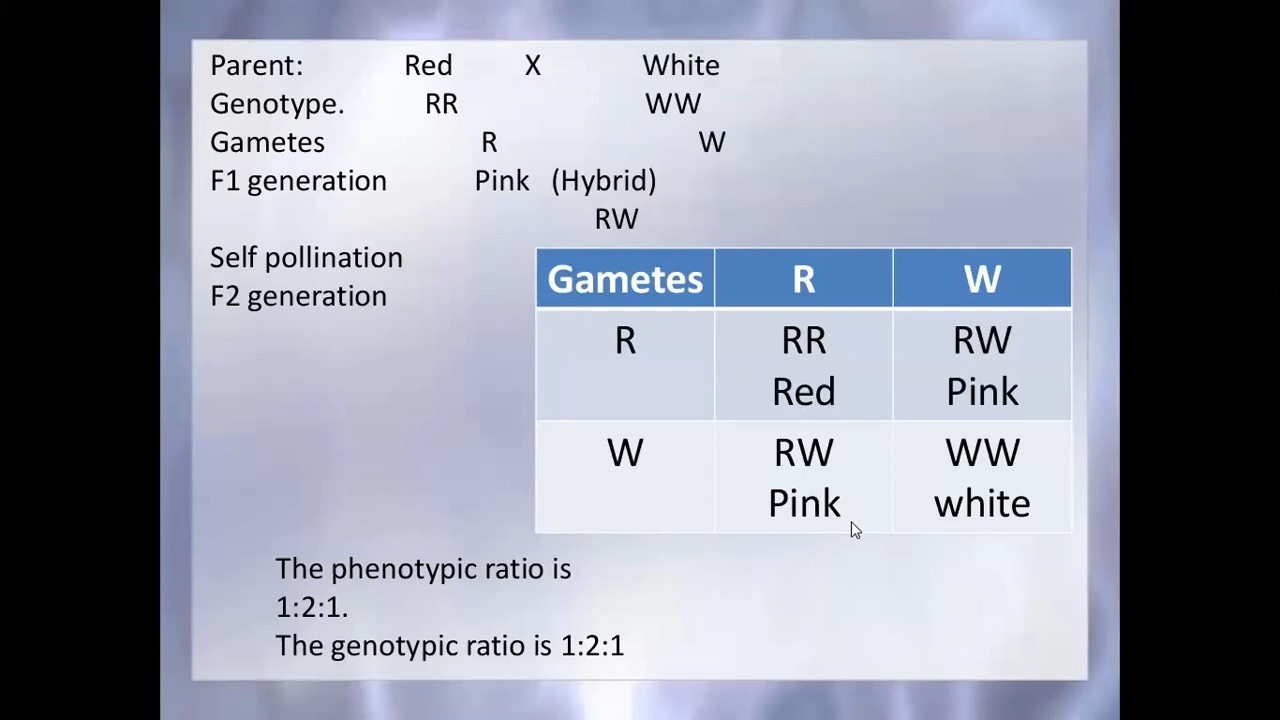 Parent: Red X White
Genotype. RR WW
Gametes R W
F1 generation Pink (Hybrid)
RW
Self pollination
F2 generation
Gametes R W
R RR RW
Red Pink
W RW WW
Pink white
The phenotypic ratio is
1:2:1.
The genotypic ratio is 1:2:1